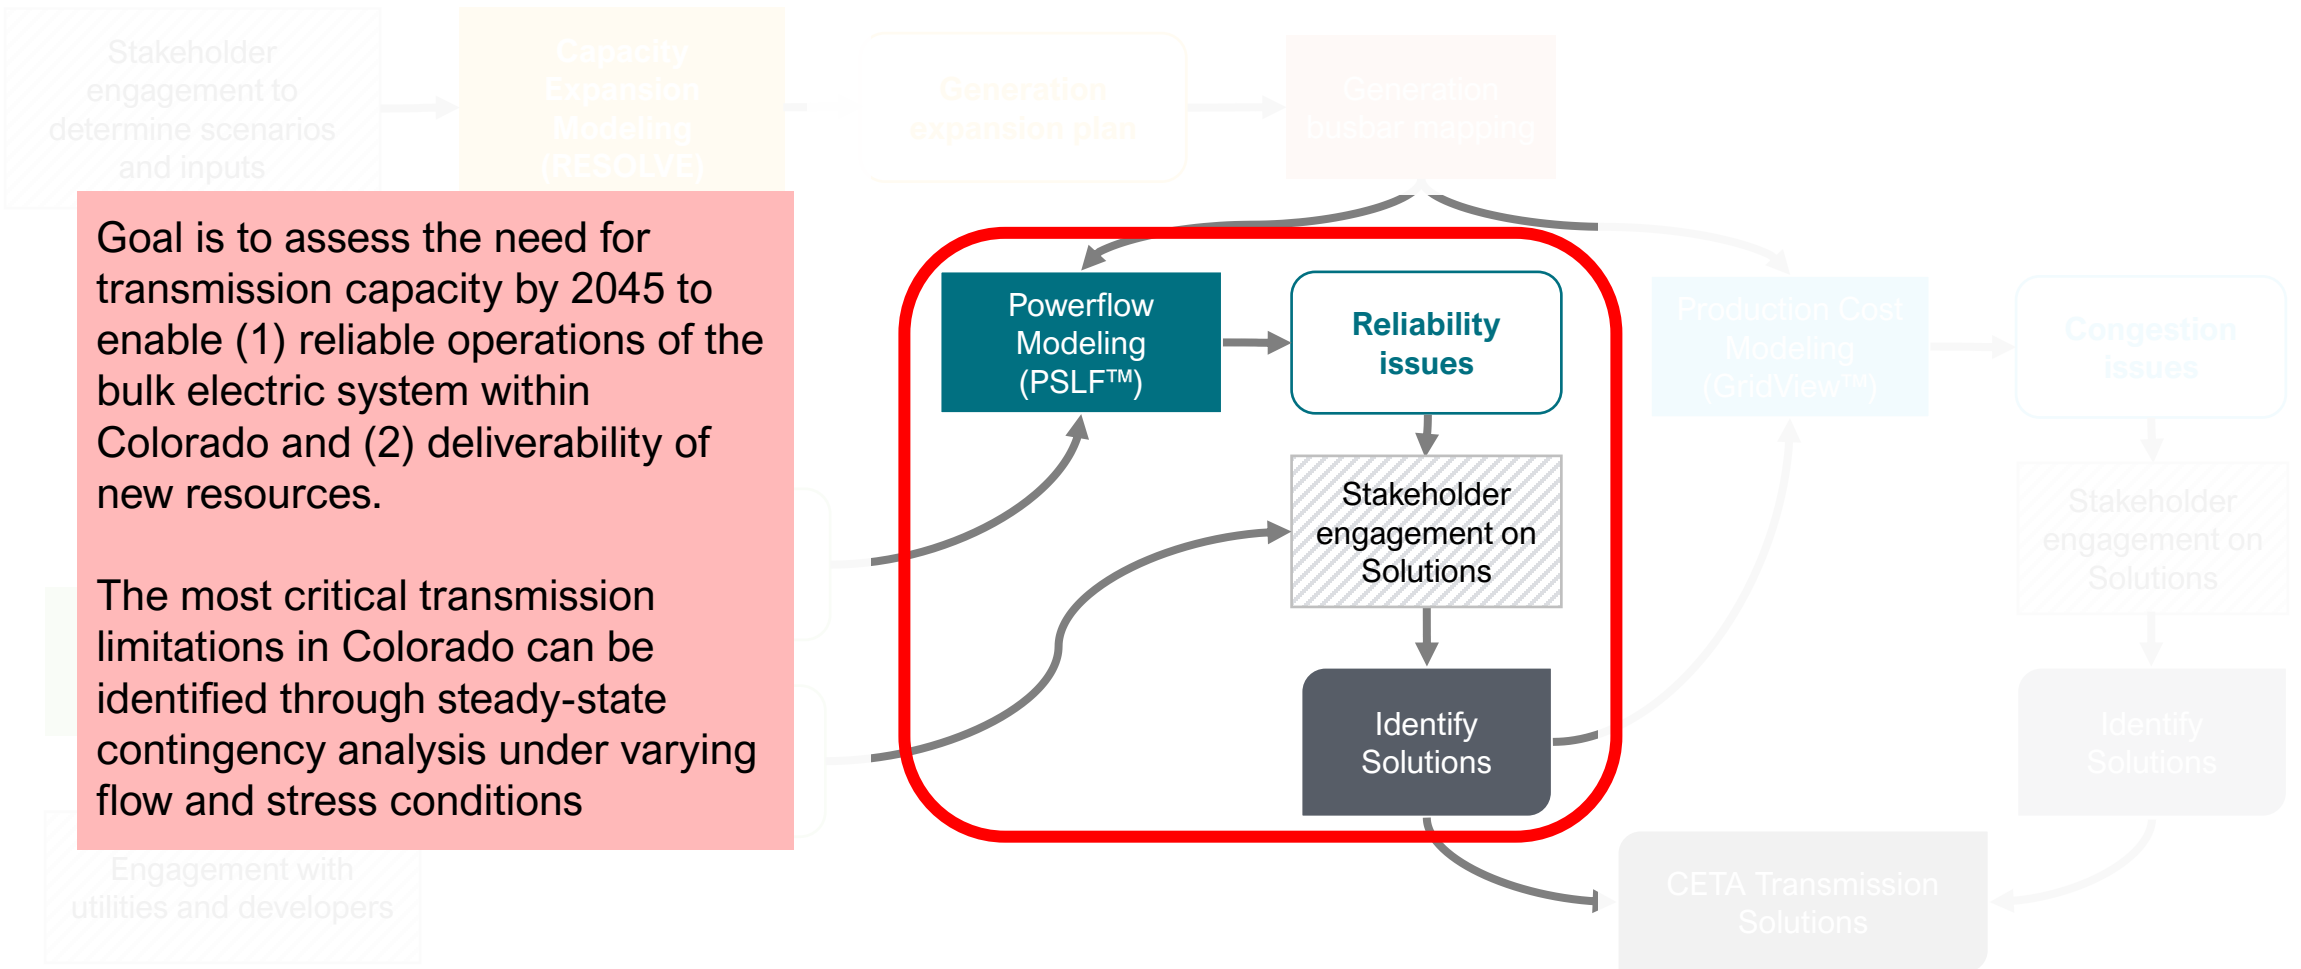 Stakeholder
engagement to
determine scenarios
and inputs
Capacity
Expansion
Modeling
(RESOLVE)
Generation
expansion plan
Generation
busbar mapping
Goal is to assess the need for
transmission capacity by 2045 to
enable (1) reliable operations of the
bulk electric system within
Colorado and (2) deliverability of
new resources.
The most critical transmission
limitations in Colorado can be
identified through steady-state
contingency analysis under varying
flow and stress conditions
Powerflow
Modeling
(PSLF™)
Reliability
issues
Stakeholder
engagement on
Solutions
Identify
Solutions
Production Cost
Modeling
(GridView™)
Congestion
issues
Stakeholder
engagement on
Solutions
Identify
Solutions
Engagement with
utilities and developers
CETA Transmission
Solutions